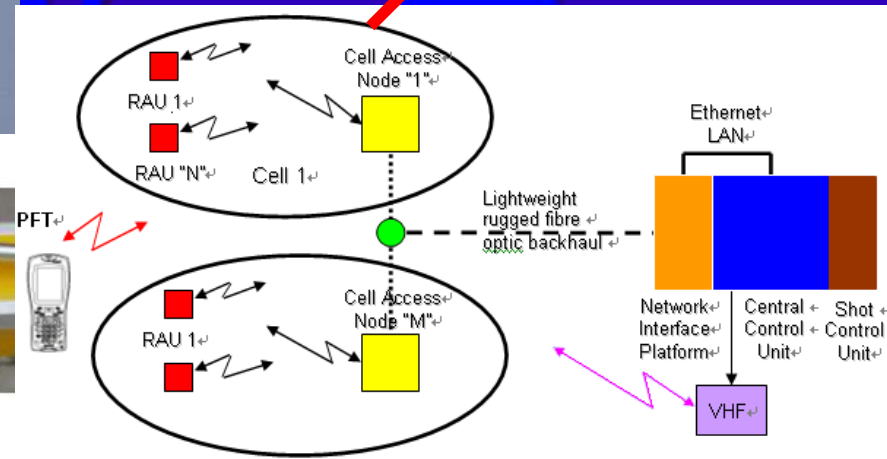 Cell Access
Node "1"
RAU 1
RAU "N"
Cell 1
Ethernet
LAN
PFT
Lightweight
rugged fibre
optic backhaul
Cell Access
Node "M"
RAU 1
Network
Interface
Platform
Central
Control
Unit
Shot
Control
Unit
VHF